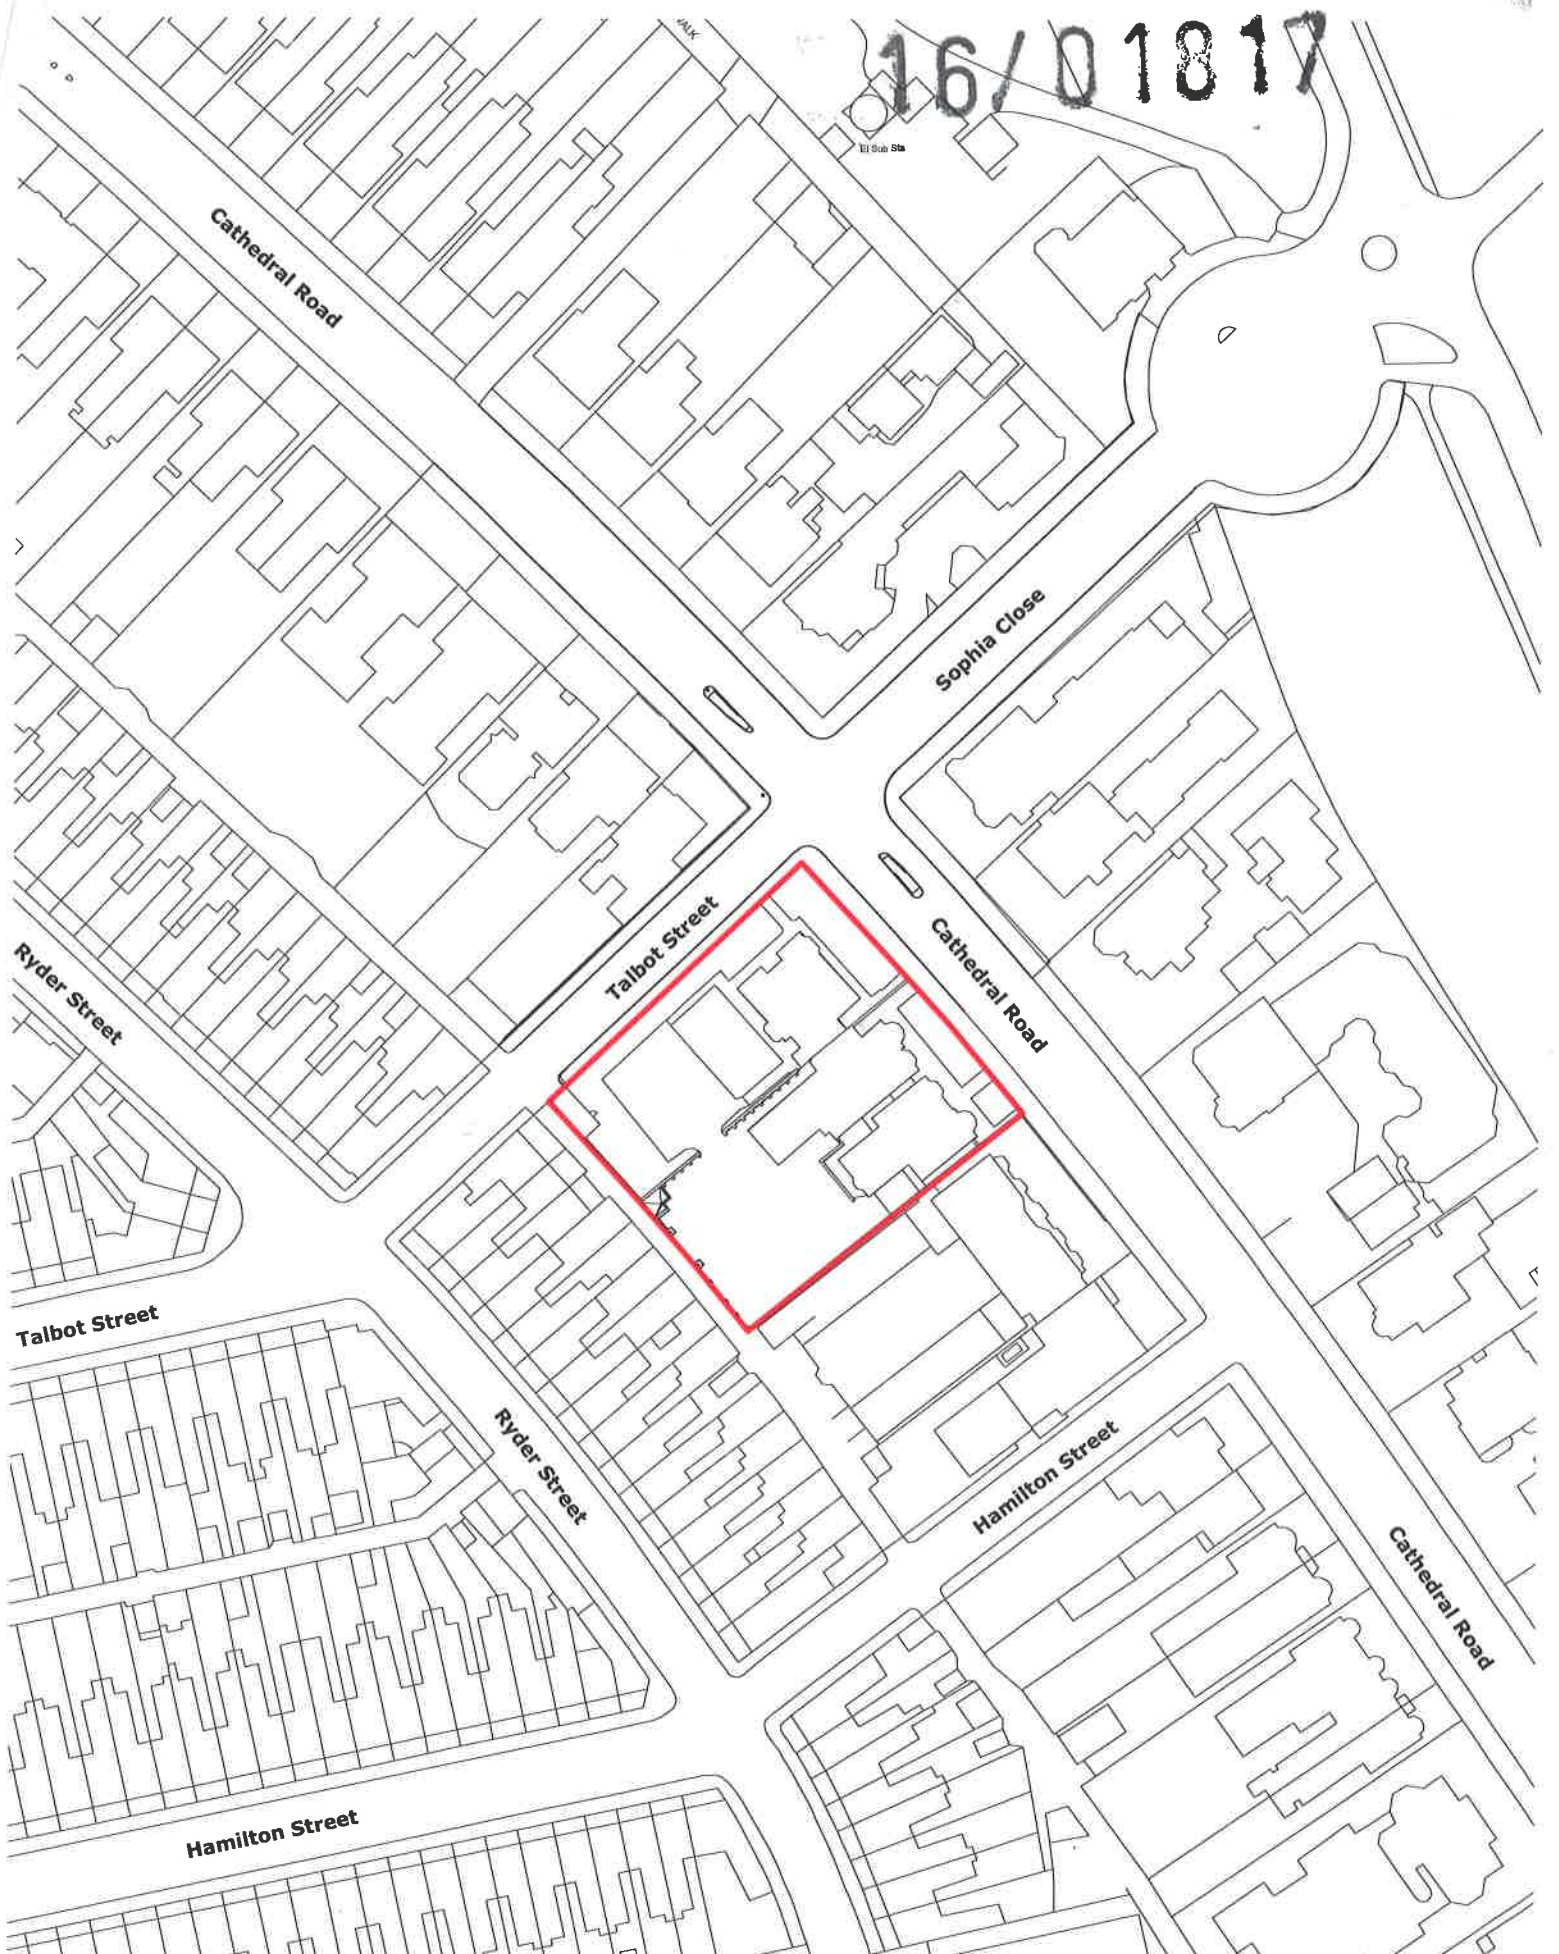 16/01817
El Sub Sta
Cathedral Road
Sophia Close
Talbot Street
Cathedral Road
Ryder Street
Talbot Street
Ryder Street
Hamilton Street
Cathedral Road
Hamilton Street